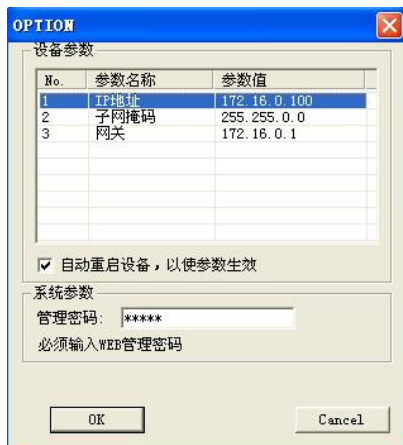 OPTION
设备参数
No. 参数名称 参数值
1 IP地址 172.16.0.100
2 子网掩码 255.255.0.0
3 网关 172.16.0.1
自动重启设备，以使参数生效
系统参数
管理密码: *****
必须输入WEB管理密码
OK Cancel